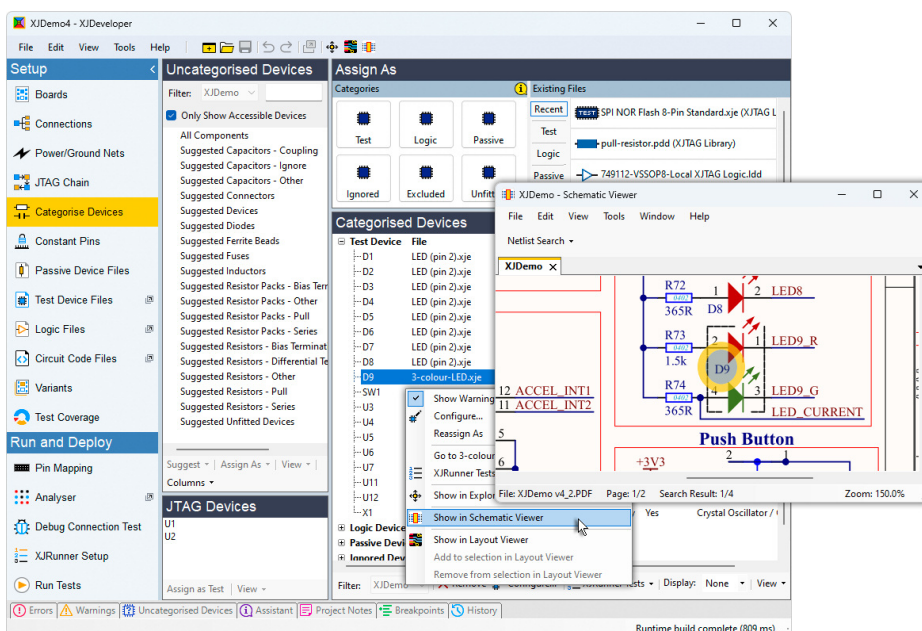 XJDemo4 - XJDeveloper
File Edit View Tools Help
Setup
Boards
Connections
Power/Ground Nets
JTAG Chain
Categorise Devices
Constant Pins
Passive Device Files
Test Device Files
Logic Files
Circuit Code Files
Variants
Test Coverage
Run and Deploy
Pin Mapping
Analyser
Debug Connection Test
XJRunner Setup
Run Tests
Uncategorised Devices
Filter: XJDemo
Only Show Accessible Devices
All Components
Suggested Capacitors - Coupling
Suggested Capacitors - Ignore
Suggested Capacitors - Other
Suggested Connectors
Suggested Devices
Suggested Diodes
Suggested Ferrite Beads
Suggested Fuses
Suggested Inductors
Suggested Resistor Packs - Bias Terr
Suggested Resistor Packs - Other
Suggested Resistor Packs - Pull
Suggested Resistor Packs - Series
Suggested Resistors - Bias Terminat
Suggested Resistors - Differential Te
Suggested Resistors - Other
Suggested Resistors - Pull
Suggested Resistors - Series
Suggested Unfitted Devices
Suggest Assign As View
Columns
JTAG Devices
U1
U2
Assign as Test View
Assign As
Categories
Test Logic Passive
Ignored Excluded Unfitt
Existing Files
Recent
Test
Logic
Passive
TEST SPI NOR Flash 8-Pin Standard.xje (XJTAG L
pull-resistor.pdd (XJTAG Library)
749112-VSSOP8-Local XJTAG Logic.ldd
Categorised Devices
Test Device File
D1 LED (pin 2).xje
D2 LED (pin 2).xje
D3 LED (pin 2).xje
D4 LED (pin 2).xje
D5 LED (pin 2).xje
D6 LED (pin 2).xje
D7 LED (pin 2).xje
D8 LED (pin 2).xje
D9 3-colour-LED.xje
SW1
U3
U4
U5
U6
U7
U11
U12
X1
Logic Device
Passive Devi
Ignored Devi
Show Warning
Configure...
Reassign As
Go to 3-colour
XJRunner Tests
Show in Explor
Show in Schematic Viewer
Show in Layout Viewer
Add to selection in Layout Viewer
Remove from selection in Layout Viewer
Yes Crystal Oscillator / (
Filter: XJDemo
Display: None View
XJDemo - Schematic Viewer
File Edit View Tools Window Help
Netlist Search
XJDemo
R72
0402
365R
1 2 LED8
D8
R73
0402
1.5k
2 1 LED9_R
D9
R74
0402
365R
4 3 LED9_G
LED_CURRENT
12 ACCEL_INT1
11 ACCEL_INT2
5
6
Push Button
+3V3
2 1
File: XJDemo v4_2.PDF Page: 1/2 Search Result: 1/4 Zoom: 150.0%
Errors Warnings Uncategorised Devices Assistant Project Notes Breakpoints History
Runtime build complete (809 ms)